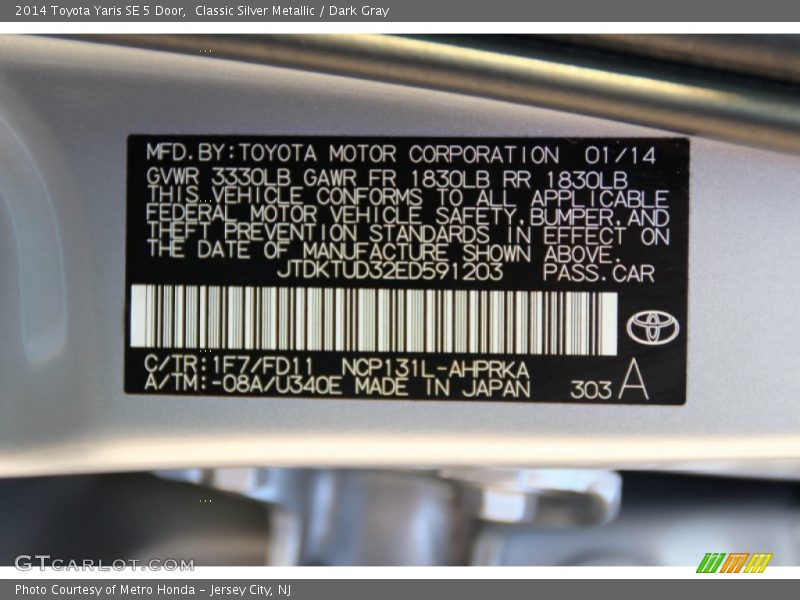 2014 Toyota Yaris SE 5 Door,  Classic Silver Metallic / Dark Gray
MFD.BY:TOYOTA MOTOR CORPORATION 01/14
GVWR 3330LB GAWR FR 1830LB RR 1830LB
THIS VEHICLE CONFORMS TO ALL APPLICABLE
FEDERAL MOTOR VEHICLE SAFETY,BUMPER,AND
THEFT PREVENTION STANDARDS IN EFFECT ON
THE DATE OF MANUFACTURE SHOWN ABOVE.
JTDKTUD32ED591203 PASS.CAR
C/TR:1F7/FD11 NCP131L-AHPRKA
A/TM:-08A/U340E MADE IN JAPAN 303 A
GTCARLOT.COM
Photo Courtesy of Metro Honda - Jersey City, NJ